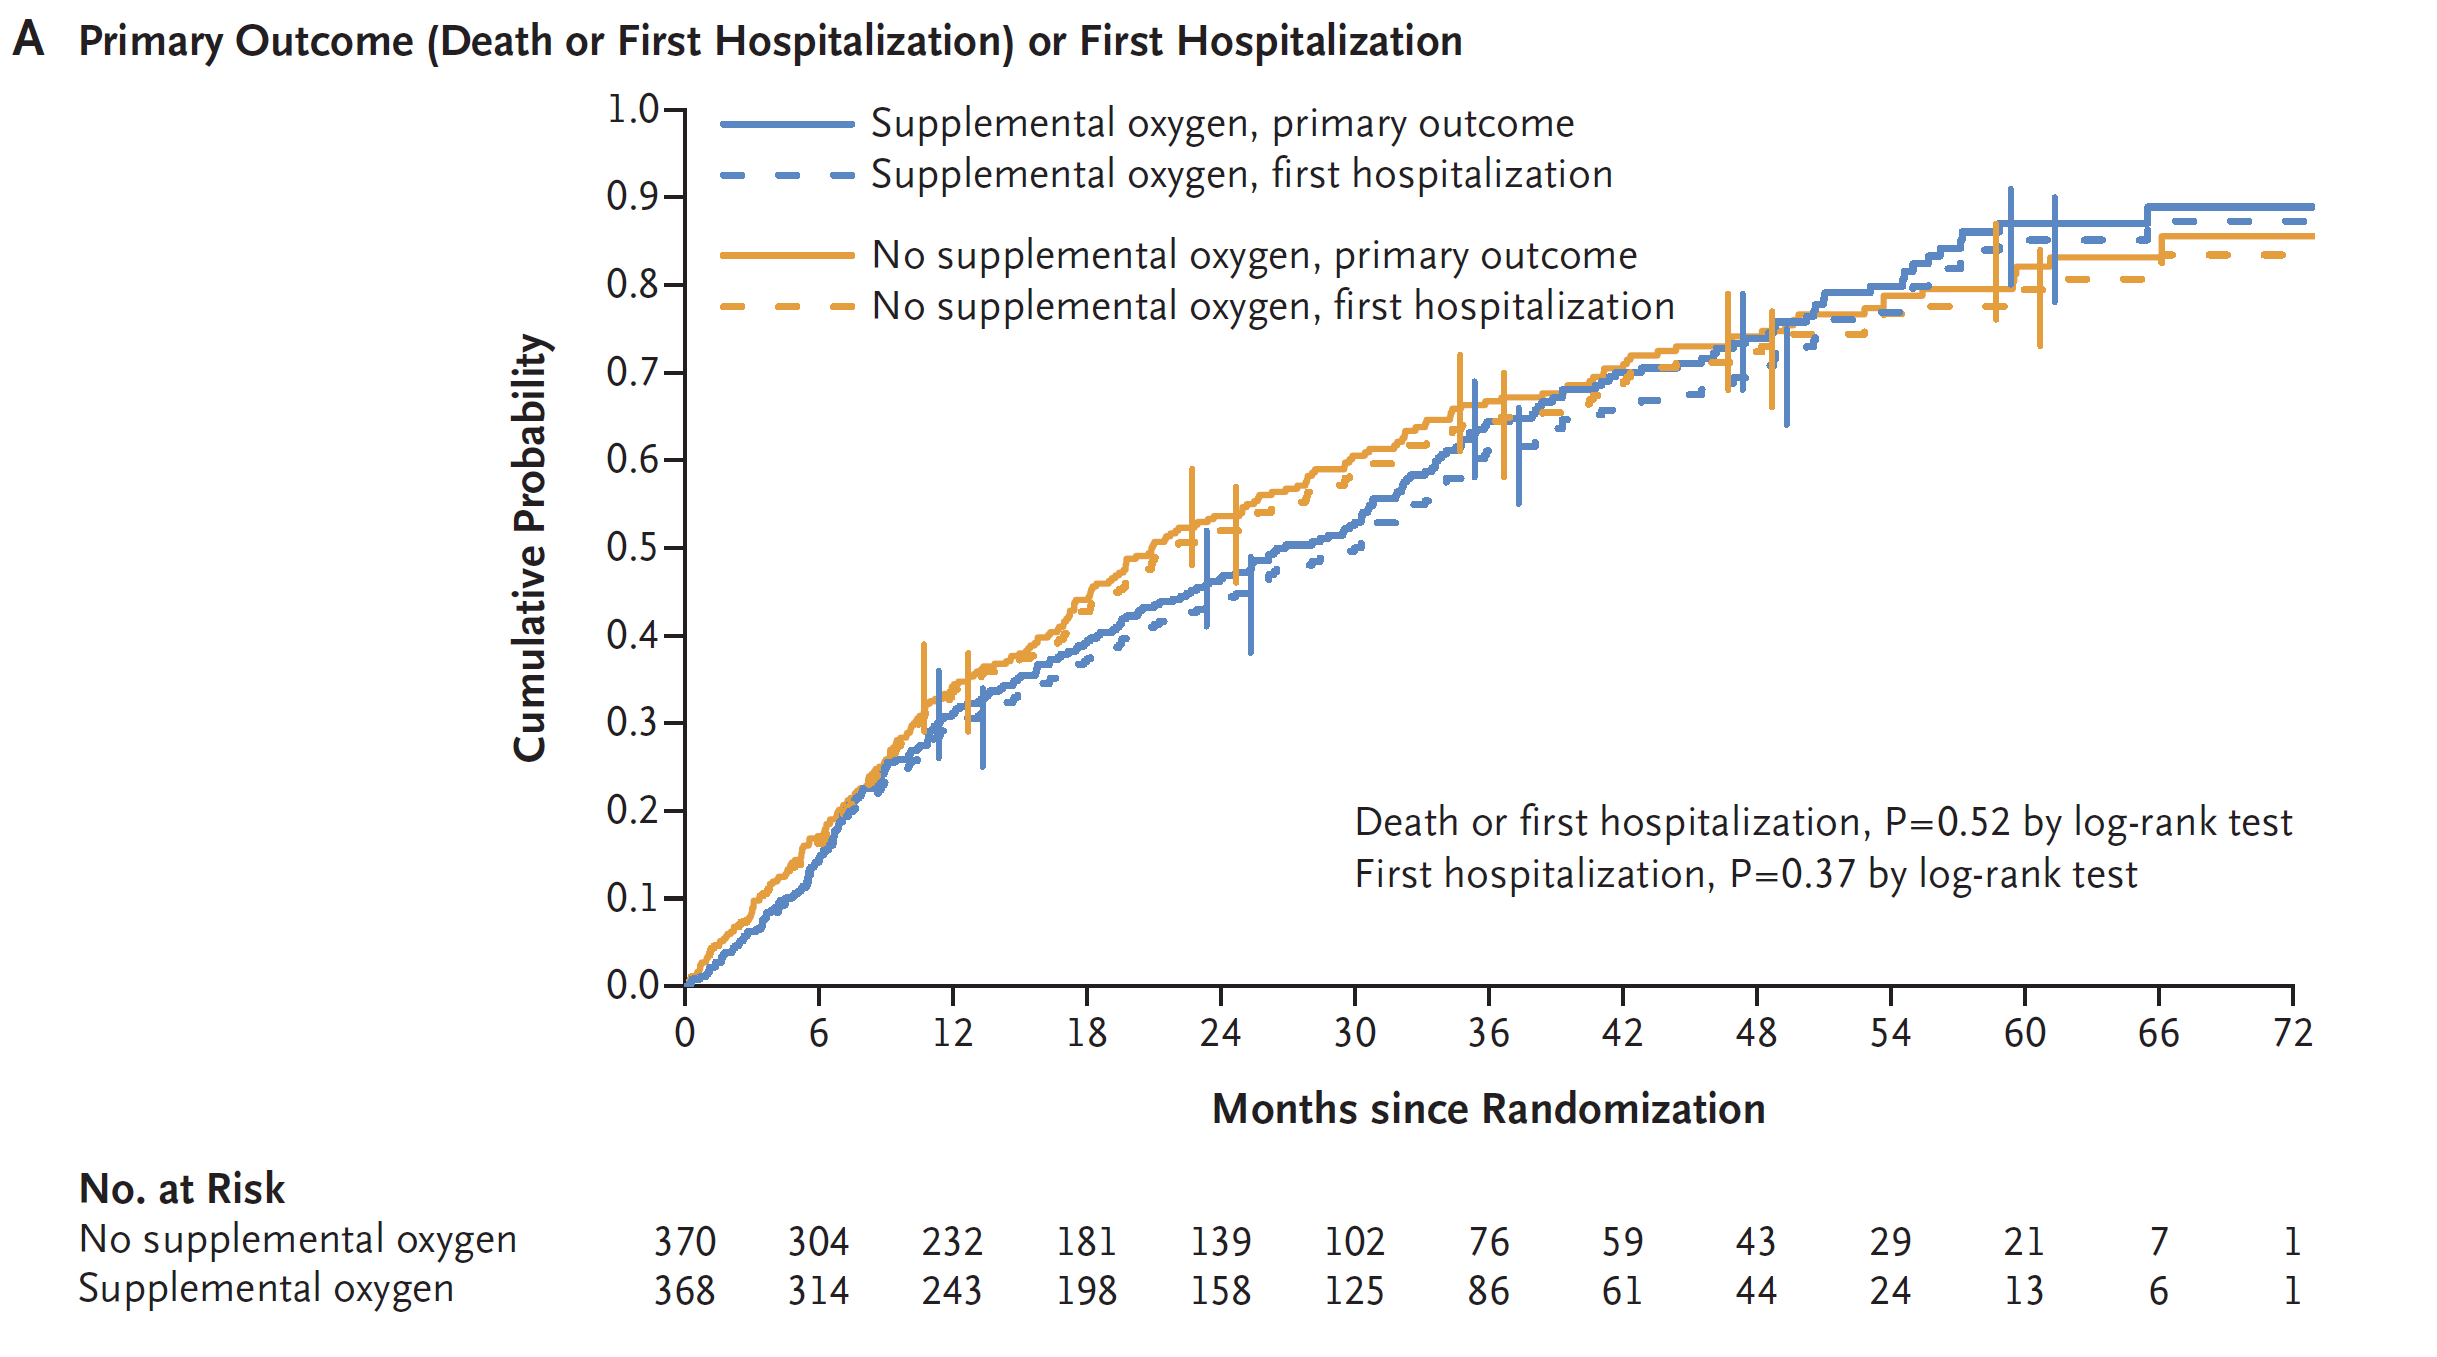 A Primary Outcome (Death or First Hospitalization) or First Hospitalization
1.0
0.9
0.8
0.7
0.6
0.5
0.4
0.3
0.2
0.1
0.0
Cumulative Probability
Supplemental oxygen, primary outcome
Supplemental oxygen, first hospitalization
No supplemental oxygen, primary outcome
No supplemental oxygen, first hospitalization
Death or first hospitalization, P=0.52 by log-rank test
First hospitalization, P=0.37 by log-rank test
0 6 12 18 24 30 36 42 48 54 60 66 72
Months since Randomization
No. at Risk
No supplemental oxygen 370 304 232 181 139 102 76 59 43 29 21 7 1
Supplemental oxygen 368 314 243 198 158 125 86 61 44 24 13 6 1